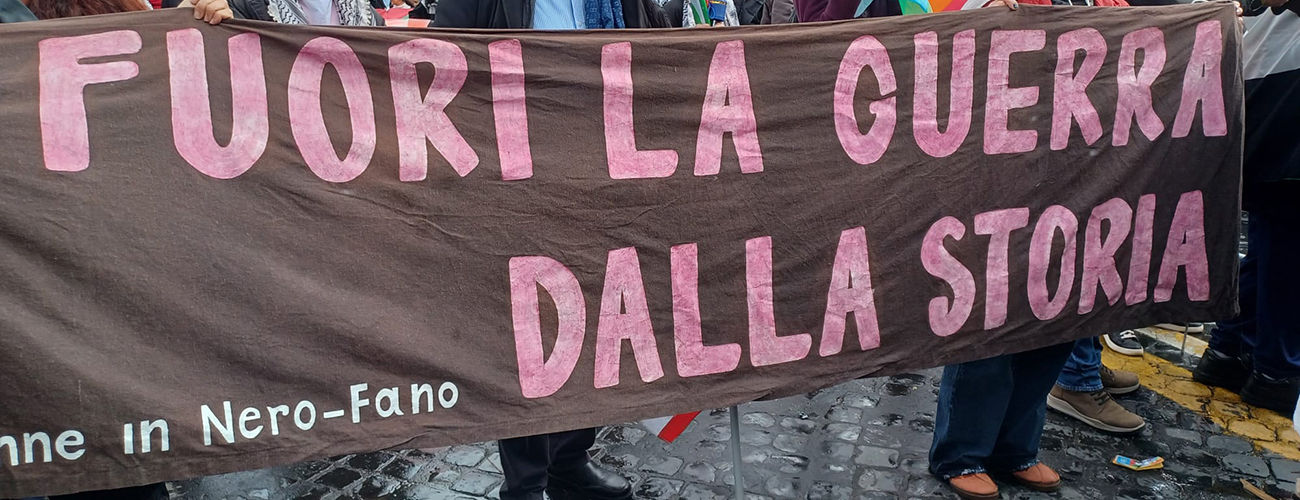 FUORI LA GUERRA
DALLA STORIA
nne in Nero-Fano